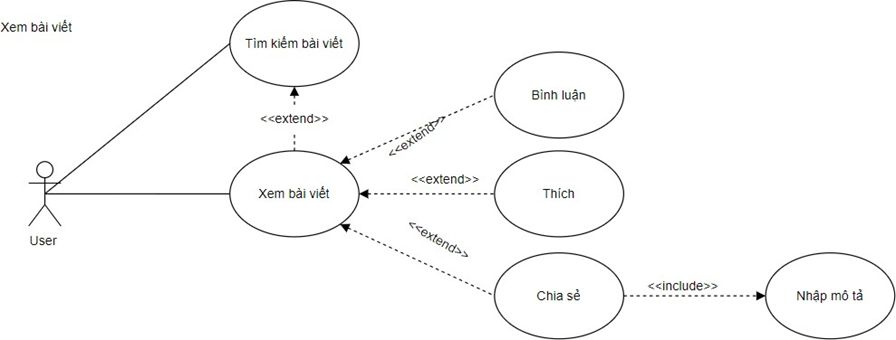 Xem bài viết
Tìm kiếm bài viết
<<extend>>
Bình luận
<<extend>>
User
Xem bài viết
<<extend>>
Thích
<<extend>>
Chia sẻ
<<include>>
Nhập mô tả